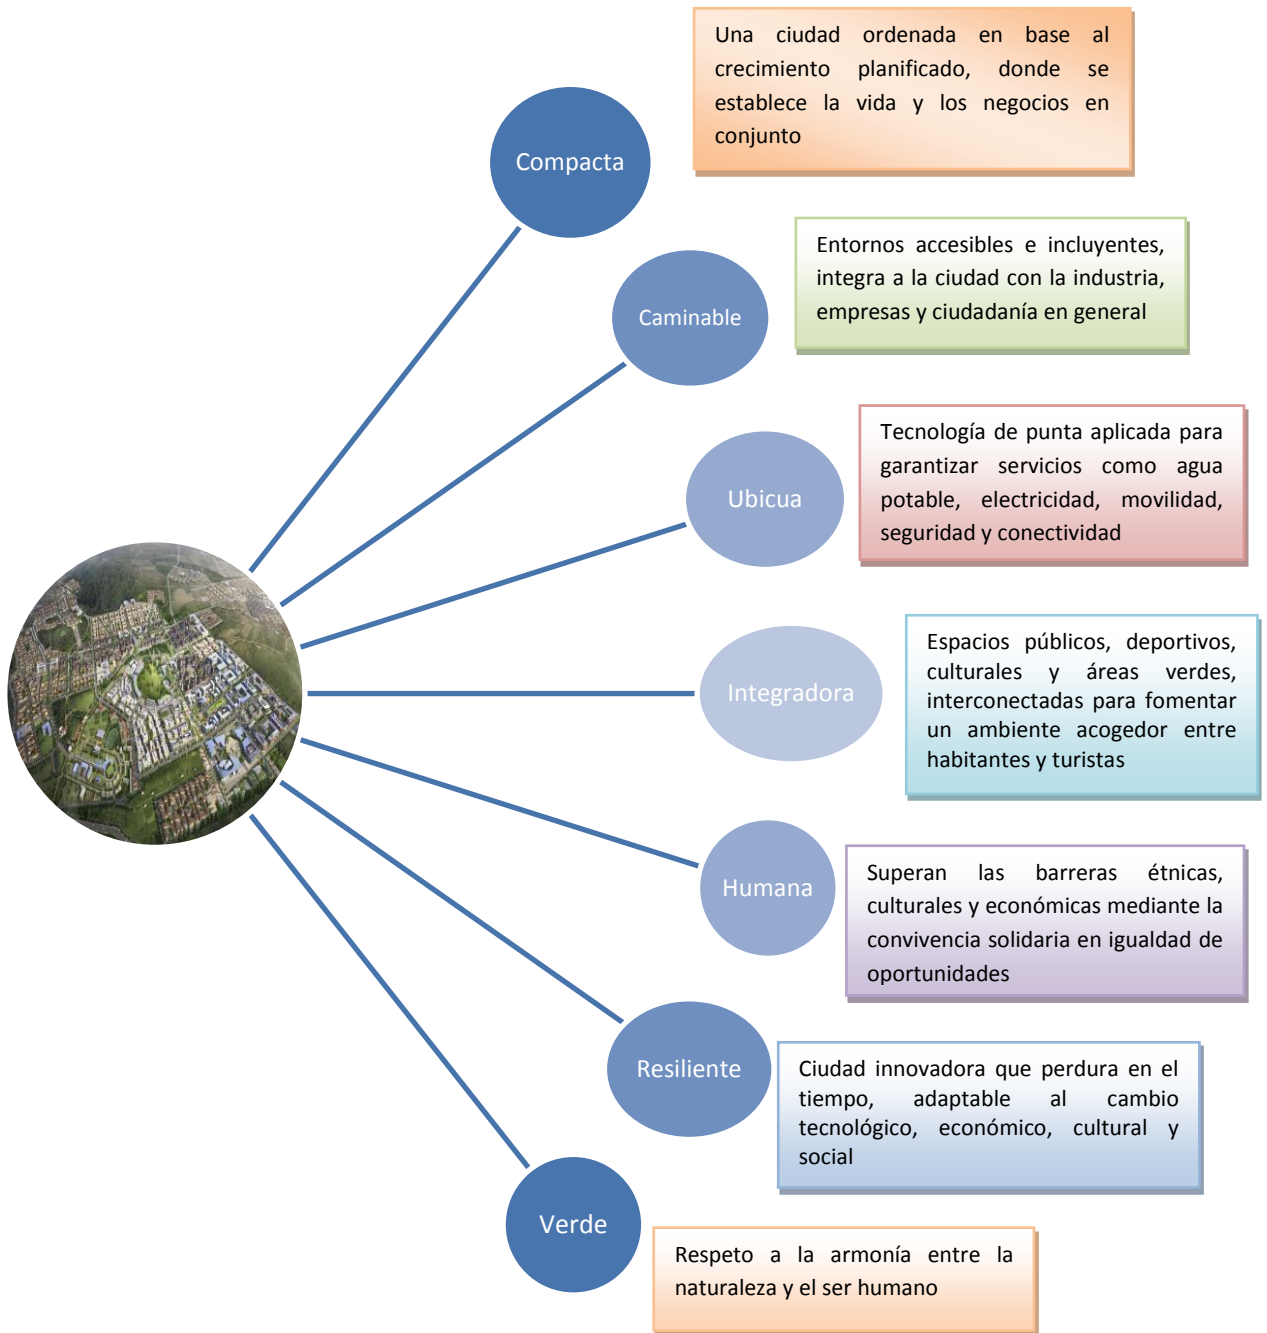 Compacta
Una ciudad ordenada en base al
crecimiento planificado, donde se
establece la vida y los negocios en
conjunto
Caminable
Entornos accesibles e incluyentes,
integra a la ciudad con la industria,
empresas y ciudadanía en general
Ubicua
Tecnología de punta aplicada para
garantizar servicios como agua
potable, electricidad, movilidad,
seguridad y conectividad
Integradora
Espacios públicos, deportivos,
culturales y áreas verdes,
interconectadas para fomentar
un ambiente acogedor entre
habitantes y turistas
Humana
Superan las barreras étnicas,
culturales y económicas mediante la
convivencia solidaria en igualdad de
oportunidades
Resiliente
Ciudad innovadora que perdura en el
tiempo, adaptable al cambio
tecnológico, económico, cultural y
social
Verde
Respeto a la armonía entre la
naturaleza y el ser humano